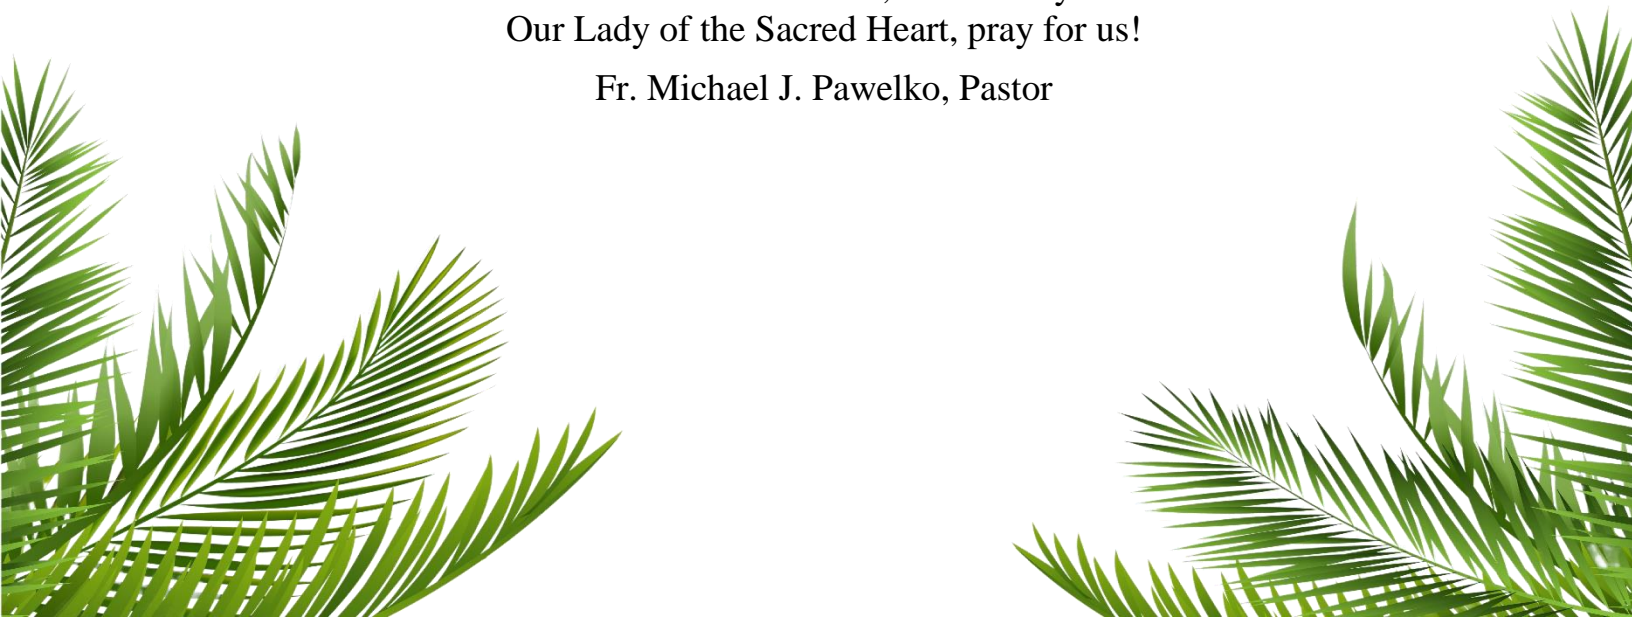 Our Lady of the Sacred Heart, pray for us!
Fr. Michael J. Pawelko, Pastor